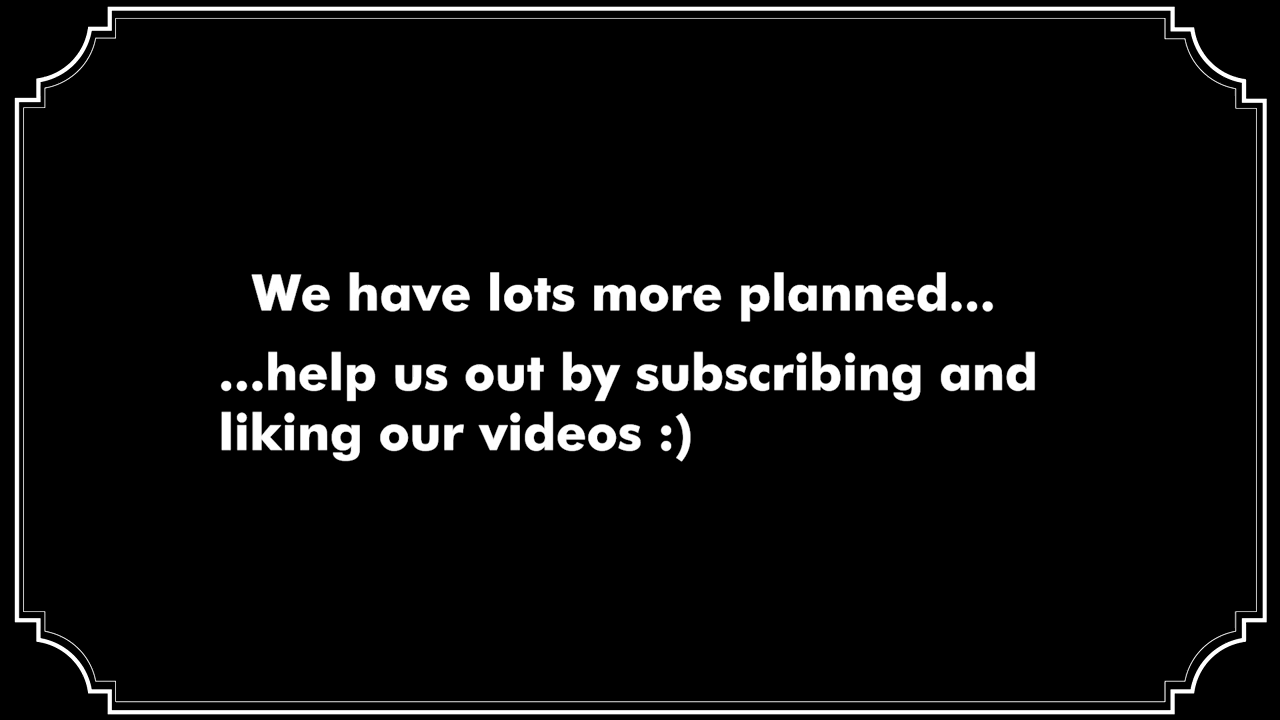 We have lots more planned...
...help us out by subscribing and
liking our videos :)